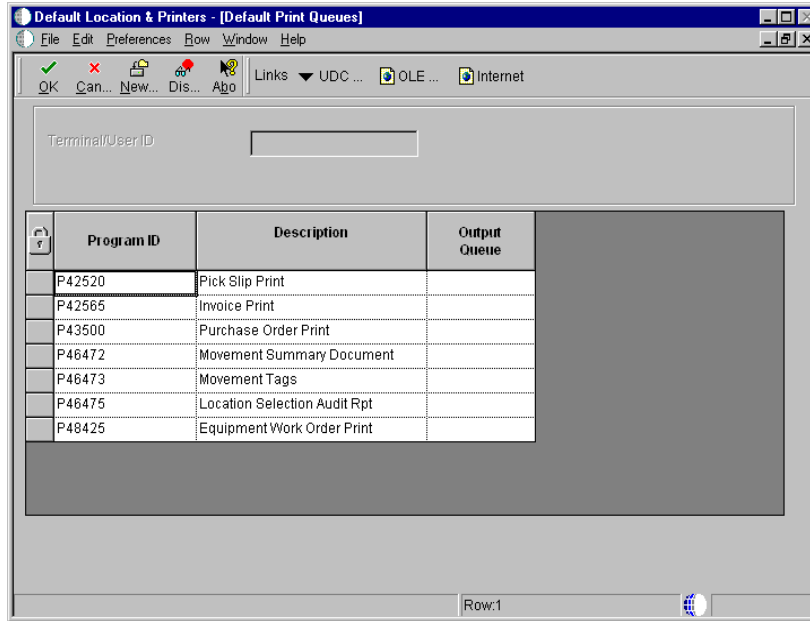 Default Location & Printers - [Default Print Queues]
File Edit Preferences Row Window Help
OK Can... New... Dis... Abo Links UDC ... OLE ... Internet
Terminal/User ID
Program ID Description Output Queue
P42520 Pick Slip Print
P42565 Invoice Print
P43500 Purchase Order Print
P46472 Movement Summary Document
P46473 Movement Tags
P46475 Location Selection Audit Rpt
P48425 Equipment Work Order Print
Row:1